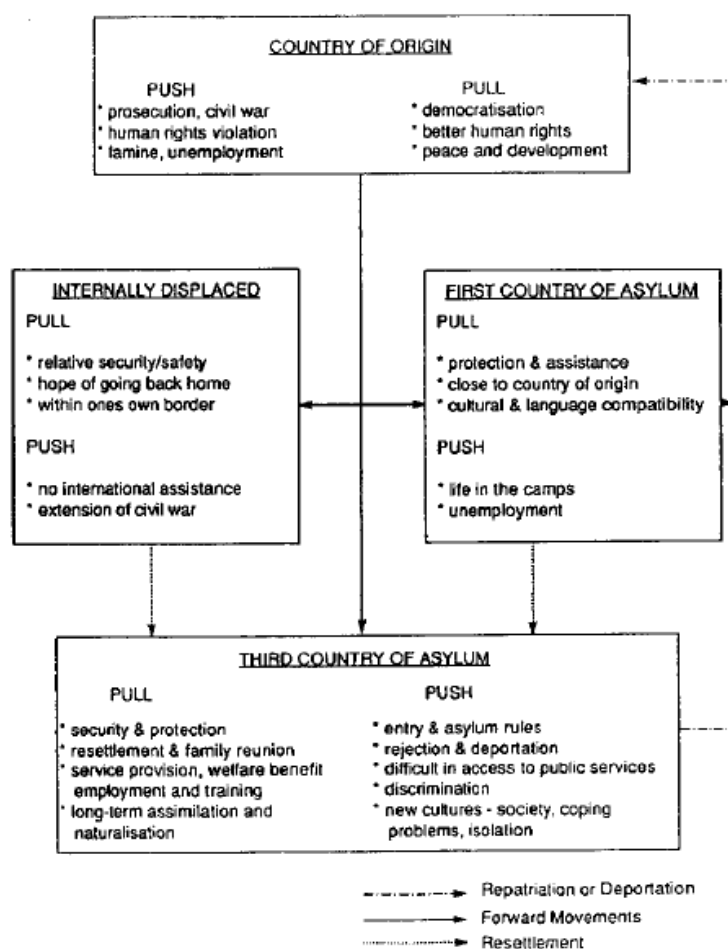 COUNTRY OF ORIGIN
PUSH
* prosecution, civil war
* human rights violation
* famine, unemployment
PULL
* democratisation
* better human rights
* peace and development
INTERNALLY DISPLACED
PULL
* relative security/safety
* hope of going back home
* within ones own border
PUSH
* no international assistance
* extension of civil war
FIRST COUNTRY OF ASYLUM
PULL
* protection & assistance
* close to country of origin
* cultural & language compatibility
PUSH
* life in the camps
* unemployment
THIRD COUNTRY OF ASYLUM
PULL
* security & protection
* resettlement & family reunion
* service provision, welfare benefit
employment and training
* long-term assimilation and
naturalisation
PUSH
* entry & asylum rules
* rejection & deportation
* difficult in access to public services
* discrimination
* new cultures - society, coping
problems, isolation
Repatriation or Deportation
Forward Movements
Resettlement